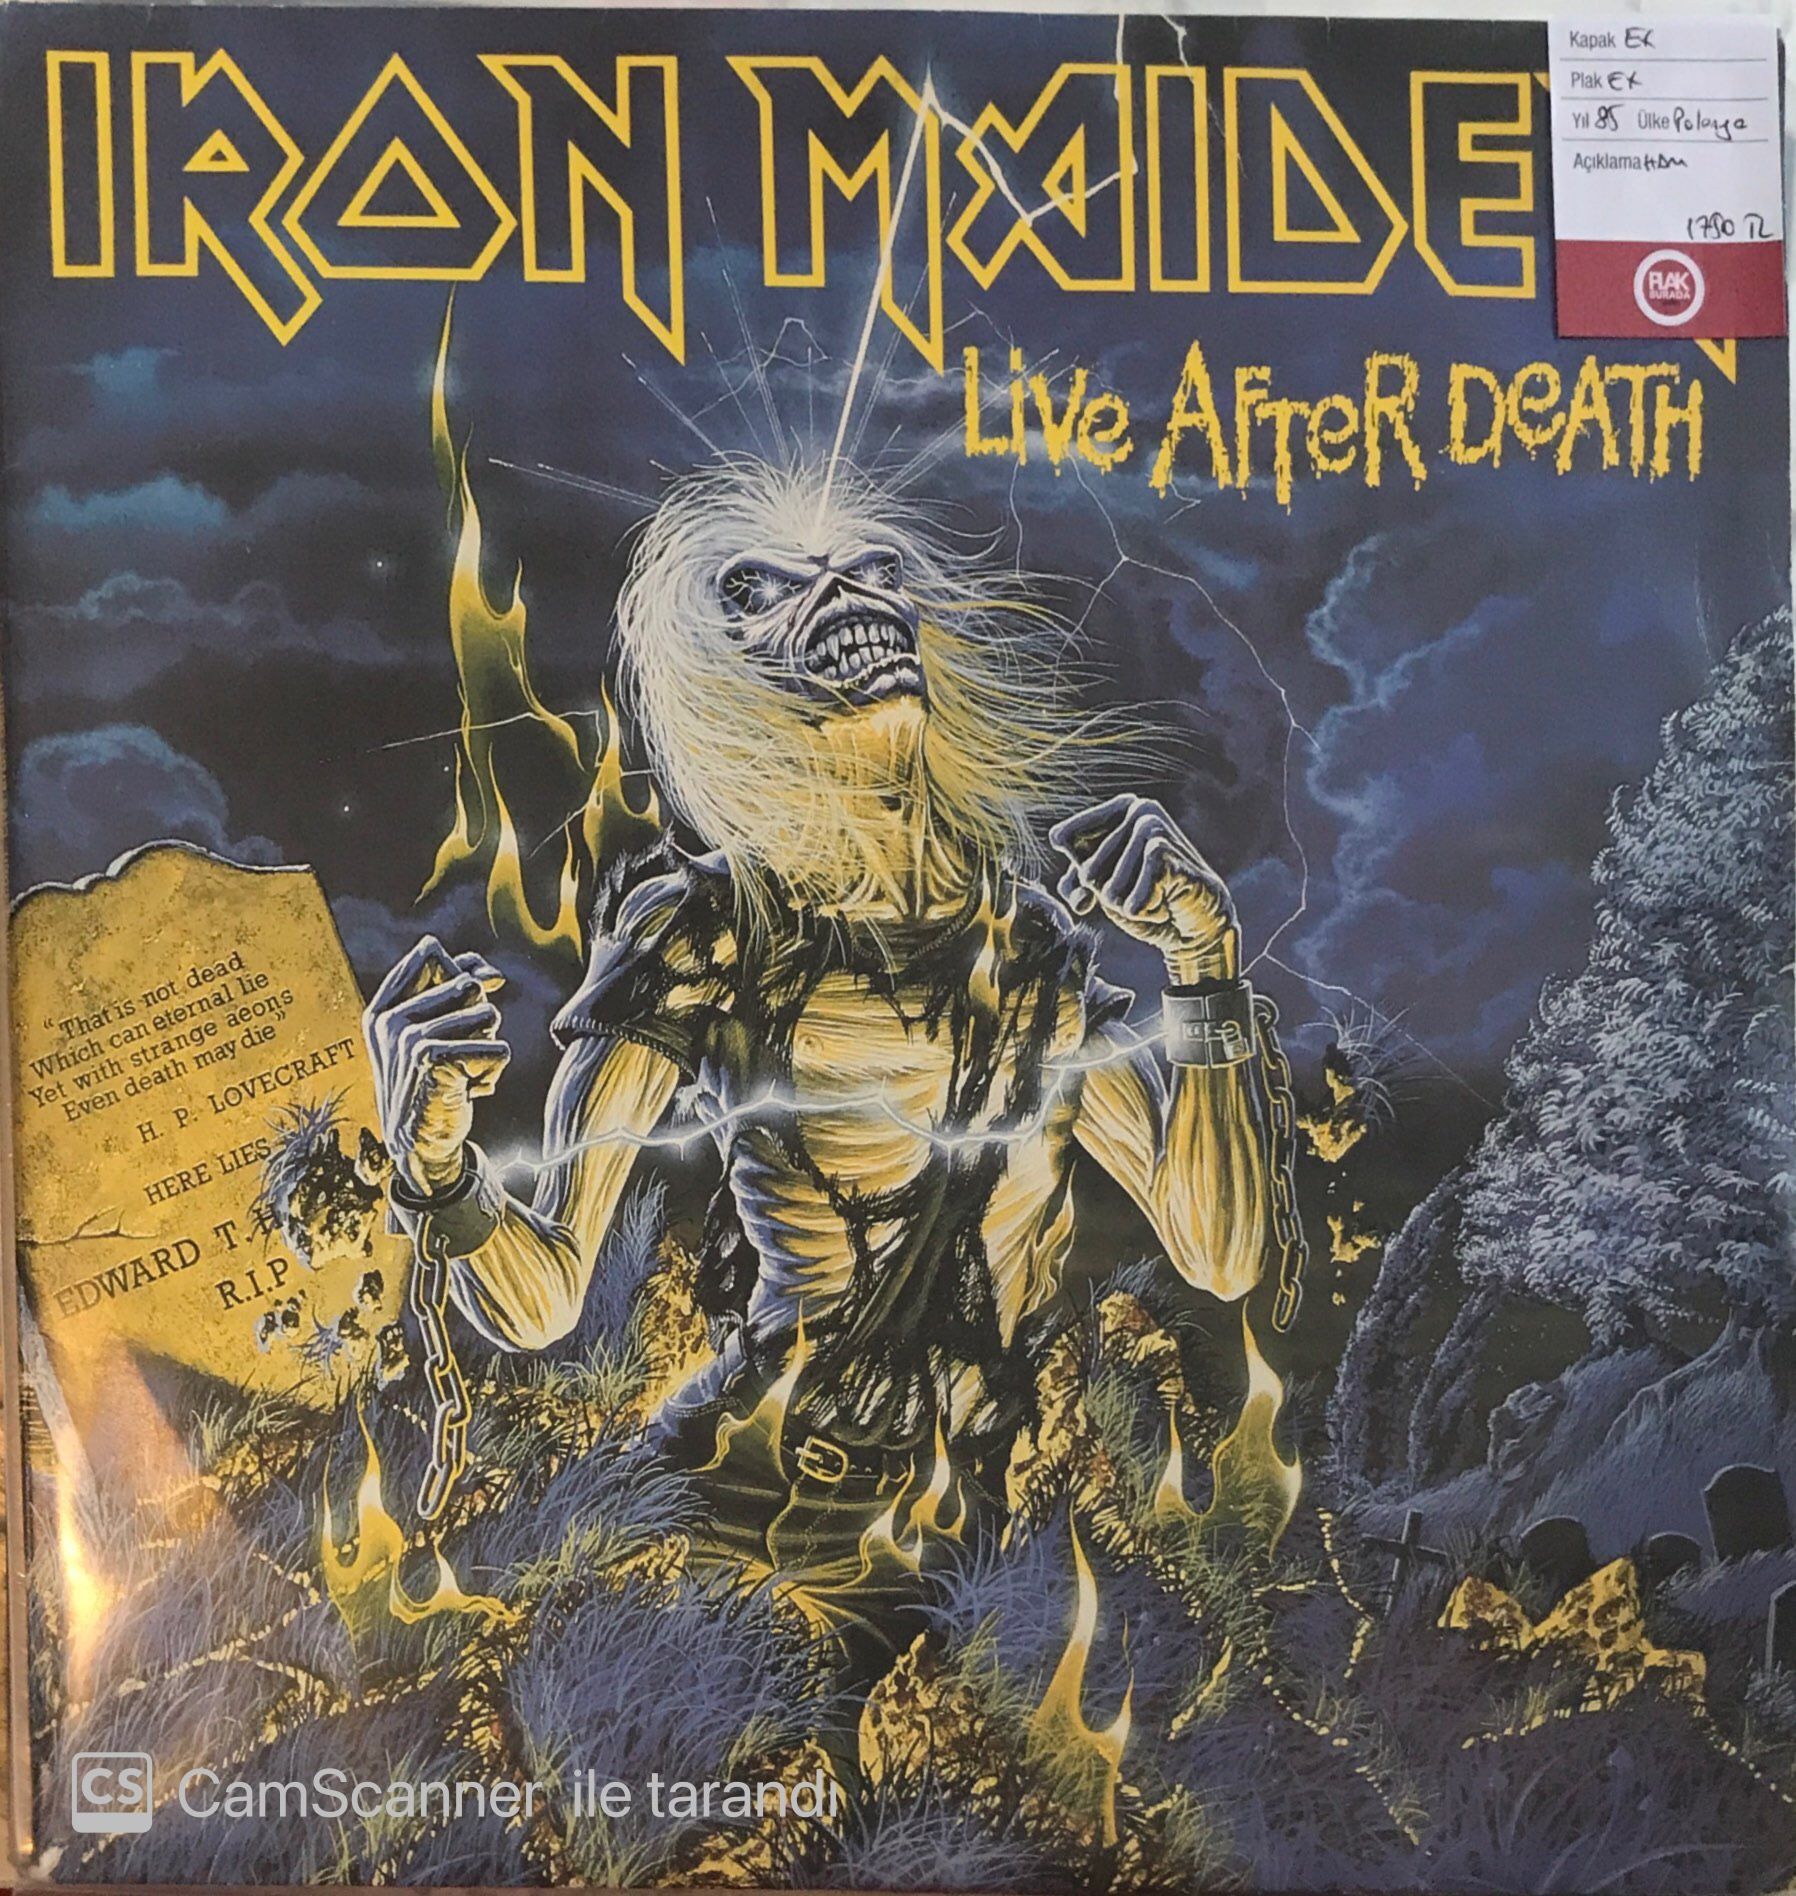 IRON MAIDE
Kapak EX
Plak EX
Yıl 85 Ülke Polonya
Açıklama
1750 TL
PLAK
BURADA
Live After Death
“That is not dead
Which can eternal lie
Yet with strange aeons
Even death may die”
H. P. LOVECRAFT
HERE LIES
EDWARD T. H
R.I.P
CS CamScanner ile tarandı